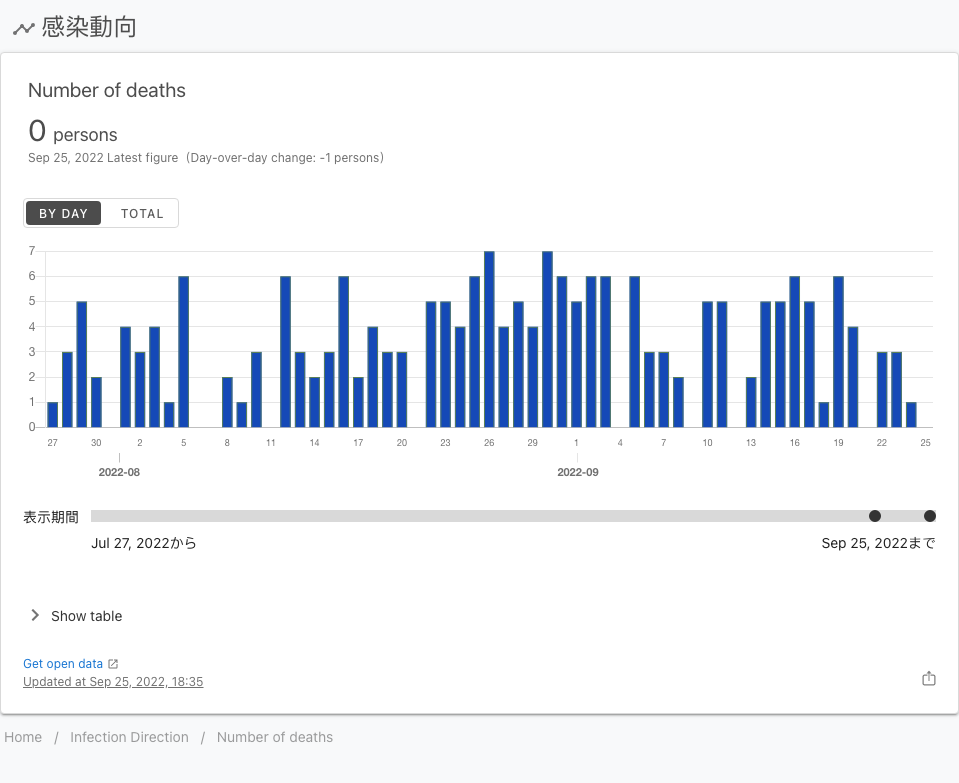 感染動向
Number of deaths
0 persons
Sep 25, 2022 Latest figure (Day-over-day change: -1 persons)
BY DAY TOTAL
7
6
5
4
3
2
1
0
27 30 2 5 8 11 14 17 20 23 26 29 1 4 7 10 13 16 19 22 25
2022-08 2022-09
表示期間
Jul 27, 2022から Sep 25, 2022まで
Show table
Get open data
Updated at Sep 25, 2022, 18:35
Home / Infection Direction / Number of deaths